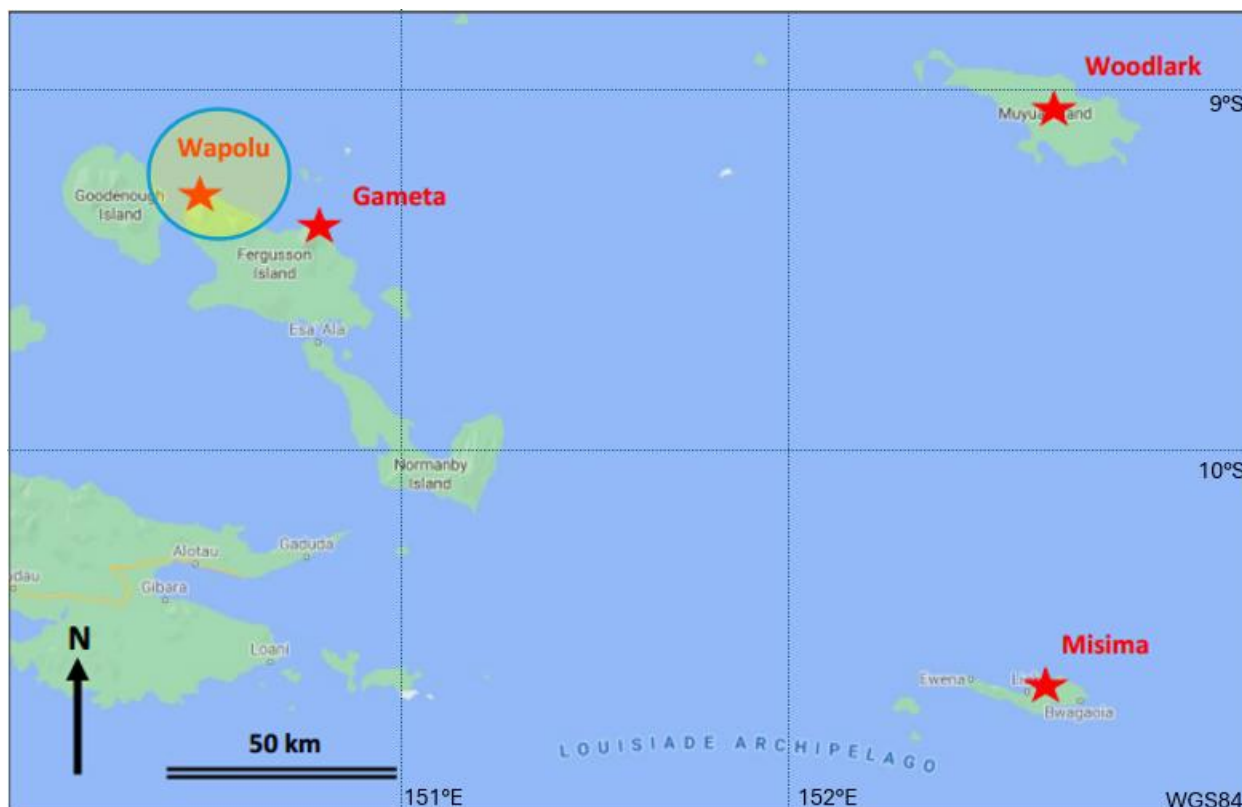 Woodlark
9ºS
Muyua Island
Wapolu
Goodenough
Island
Gameta
Fergusson
Island
Esa'Ala
Normanby
Island
10ºS
Alotau
Gaduda
Gibara
N
Loani
Misima
Ewena
Bwagaoia
50 km
LOUISIADE ARCHIPELAGO
151ºE
152ºE
WGS84